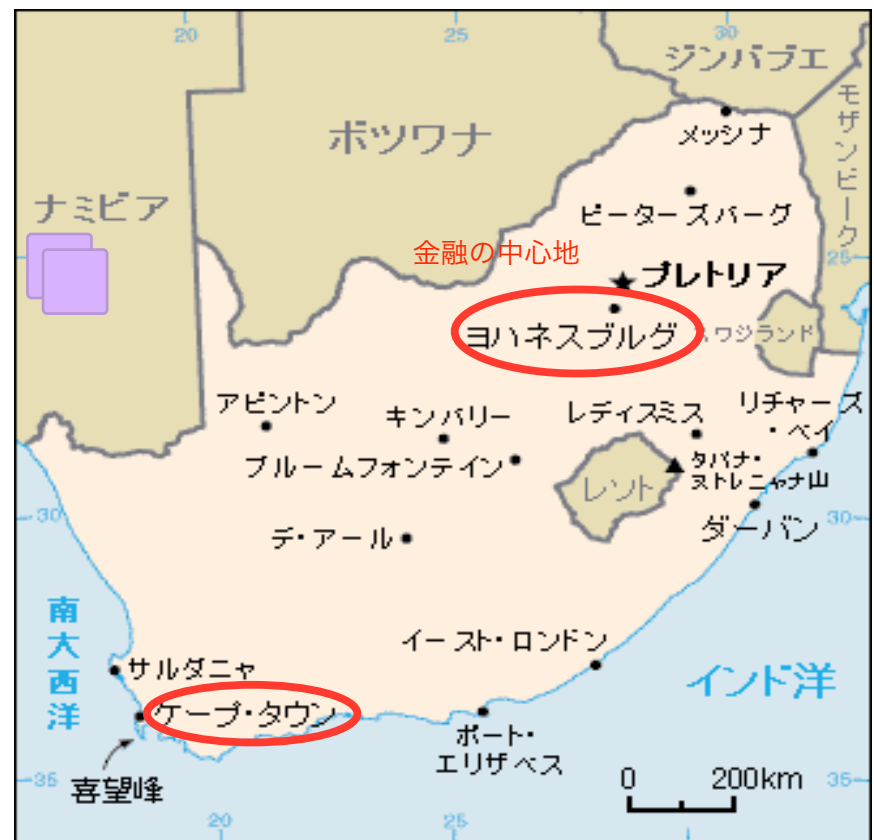 20
25
30
ジンバブエ
モザンビーク
ボツワナ
メッシナ
ナミビア
ピーターズバーグ
金融の中心地
25
プレトリア
ヨハネスブルグ
スワジランド
アピントン
キンバリー
レディスミス
リチャーズ
・ベイ
ブルームフォンテイン
タバナ・
ヌトレニャナ山
レソト
30
30
デ・アール
ダーバン
南大西洋
イースト・ロンドン
サルダニャ
インド洋
ケープ・タウン
ポート・
エリザベス
喜望峰
35
0 200km
35
20
25